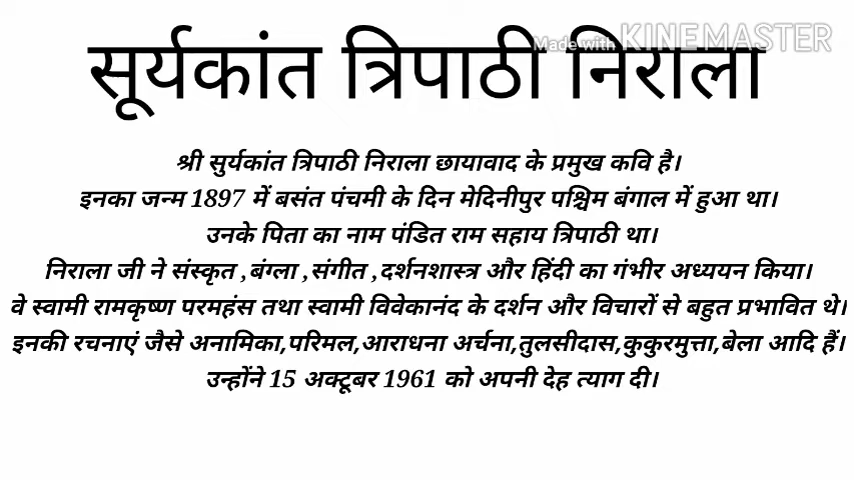 Made with KINEMASTER
सूर्यकांत त्रिपाठी निराला
श्री सुर्यकांत त्रिपाठी निराला छायावाद के प्रमुख कवि है।
इनका जन्म 1897 में बसंत पंचमी के दिन मेदिनीपुर पश्चिम बंगाल में हुआ था।
उनके पिता का नाम पंडित राम सहाय त्रिपाठी था।
निराला जी ने संस्कृत ,बंग्ला ,संगीत ,दर्शनशास्त्र और हिंदी का गंभीर अध्ययन किया।
वे स्वामी रामकृष्ण परमहंस तथा स्वामी विवेकानंद के दर्शन और विचारों से बहुत प्रभावित थे।
इनकी रचनाएं जैसे अनामिका,परिमल,आराधना अर्चना,तुलसीदास,कुकुरमुत्ता,बेला आदि हैं।
उन्होंने 15 अक्टूबर 1961 को अपनी देह त्याग दी।